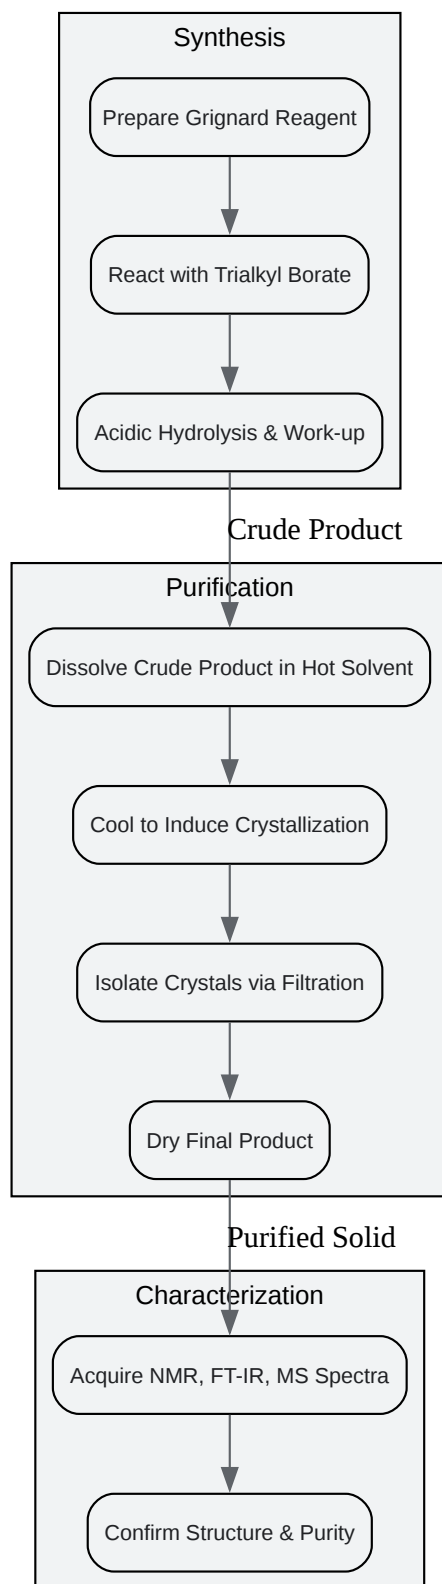 Synthesis
Prepare Grignard Reagent
React with Trialkyl Borate
Acidic Hydrolysis & Work-up
Crude Product
Purification
Dissolve Crude Product in Hot Solvent
Cool to Induce Crystallization
Isolate Crystals via Filtration
Dry Final Product
Purified Solid
Characterization
Acquire NMR, FT-IR, MS Spectra
Confirm Structure & Purity